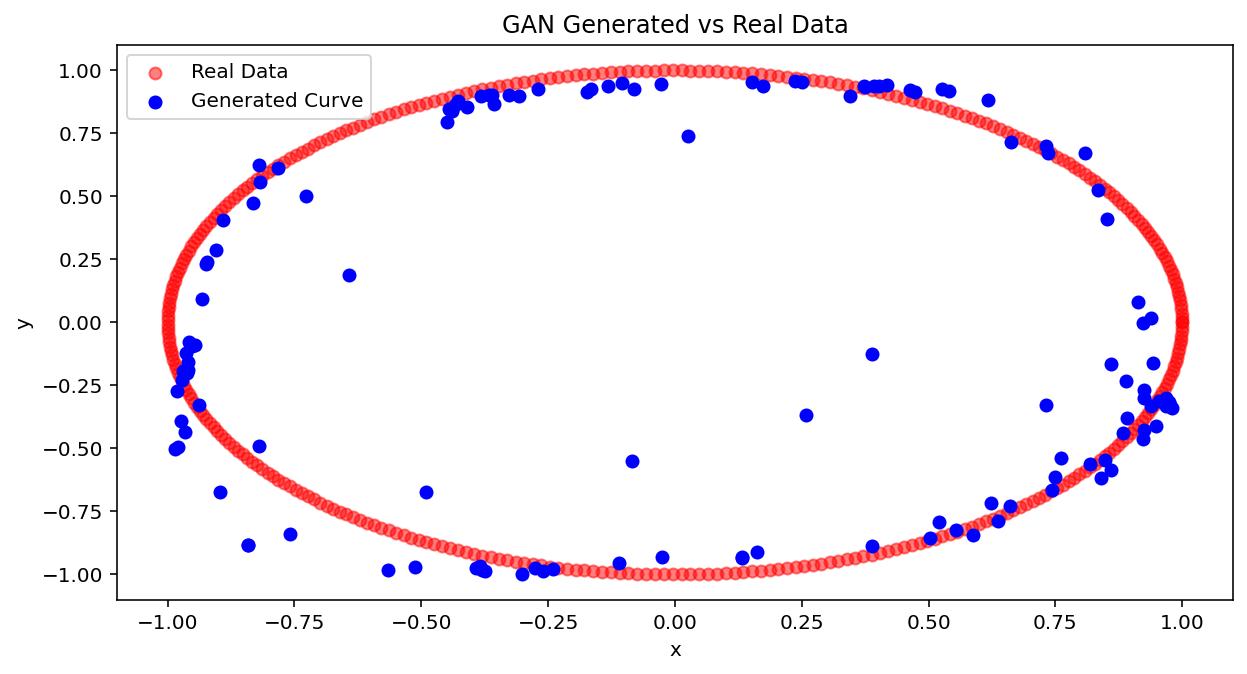 GAN Generated vs Real Data
Real Data
Generated Curve
1.00
0.75
0.50
0.25
0.00
−0.25
−0.50
−0.75
−1.00
y
−1.00 −0.75 −0.50 −0.25 0.00 0.25 0.50 0.75 1.00
x